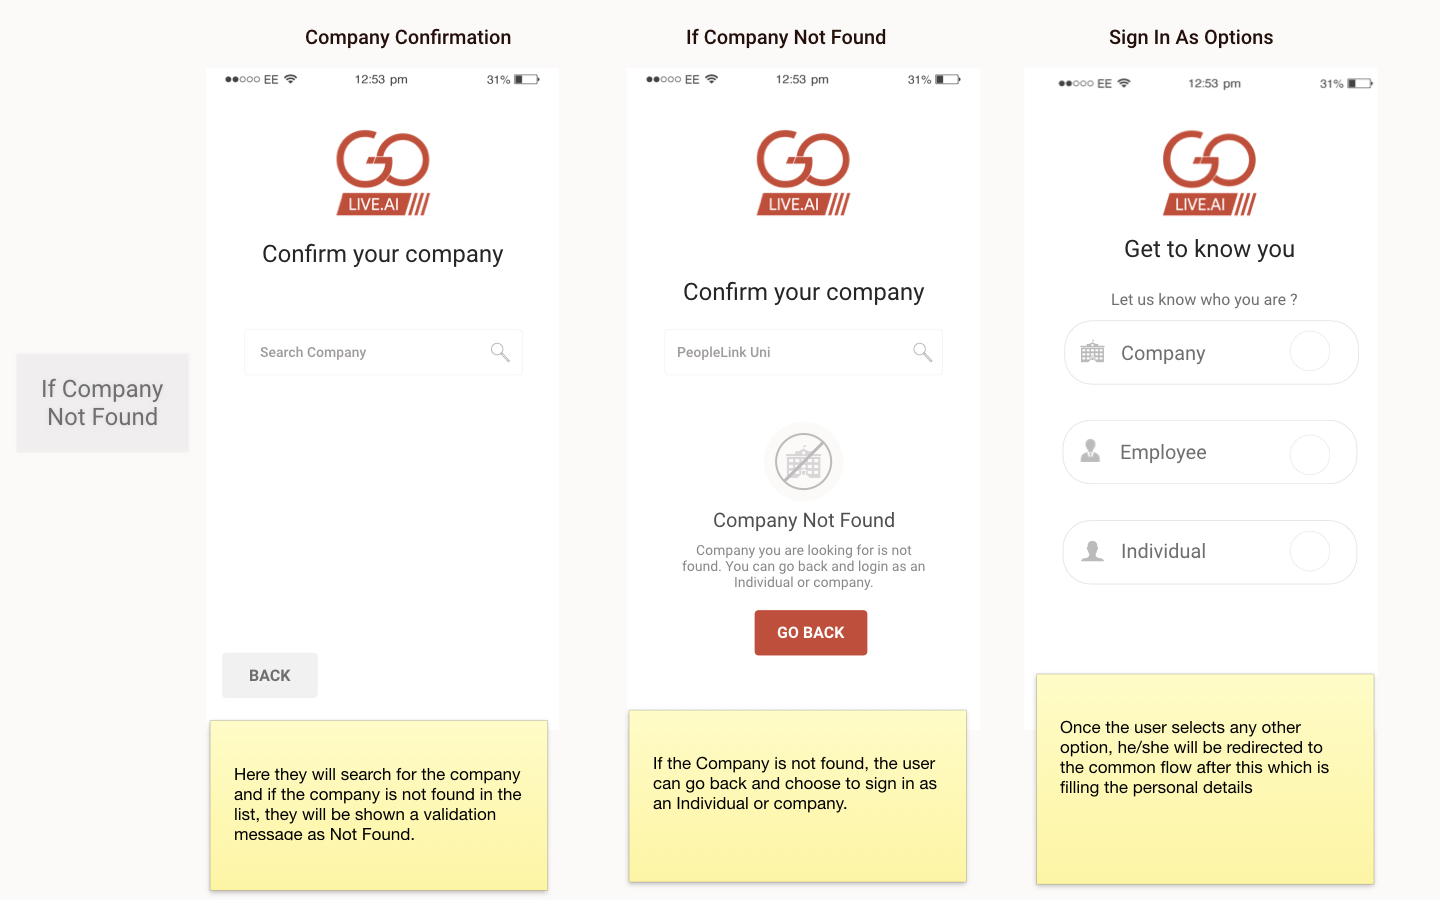 Company Confirmation
If Company Not Found
Sign In As Options
EE
12:53 pm
31%
EE
12:53 pm
31%
EE
12:53 pm
31%
GO
LIVE.AI
GO
LIVE.AI
GO
LIVE.AI
If Company
Not Found
Confirm your company
Search Company
BACK
Here they will search for the company
and if the company is not found in the
list, they will be shown a validation
message as Not Found.
Confirm your company
PeopleLink Uni
Company Not Found
Company you are looking for is not
found. You can go back and login as an
Individual or company.
GO BACK
If the Company is not found, the user
can go back and choose to sign in as
an Individual or company.
Get to know you
Let us know who you are ?
Company
Employee
Individual
Once the user selects any other
option, he/she will be redirected to
the common flow after this which is
filling the personal details